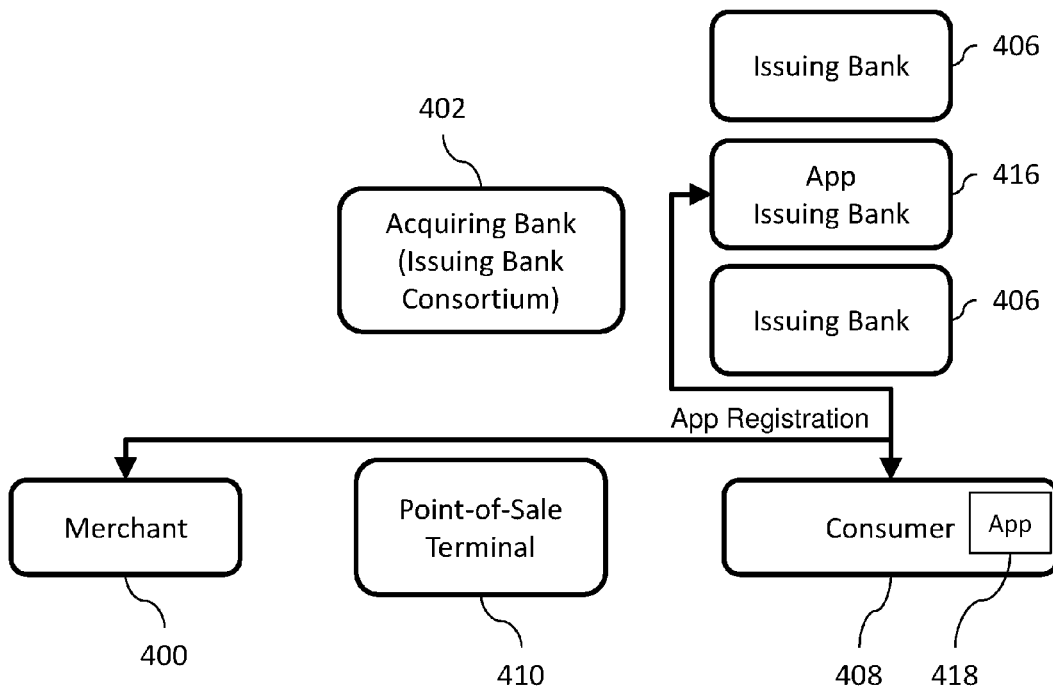 Issuing Bank
406
402
App
Issuing Bank
416
Acquiring Bank
(Issuing Bank
Consortium)
Issuing Bank
406
App Registration
Merchant
Point-of-Sale
Terminal
Consumer
App
400
410
408
418